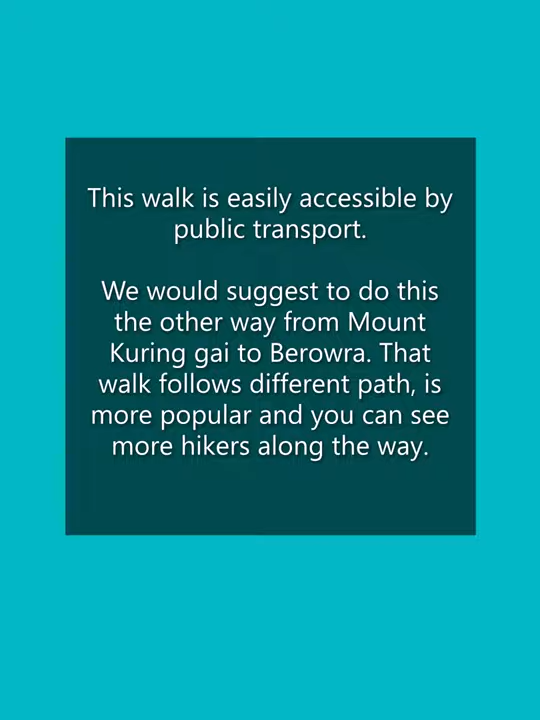 This walk is easily accessible by
public transport.
We would suggest to do this
the other way from Mount
Kuring gai to Berowra. That
walk follows different path, is
more popular and you can see
more hikers along the way.